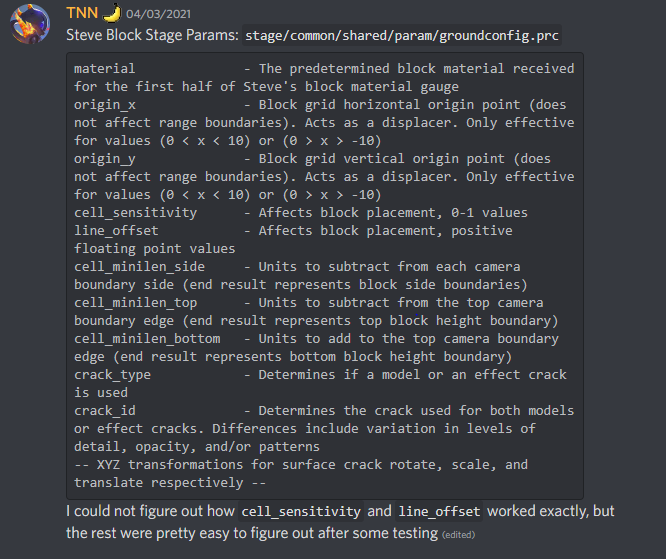 TNN 🍌 04/03/2021
Steve Block Stage Params: stage/common/shared/param/groundconfig.prc
material - The predetermined block material received
for the first half of Steve's block material gauge
origin_x - Block grid horizontal origin point (does
not affect range boundaries). Acts as a displacer. Only effective
for values (0 < x < 10) or (0 > x > -10)
origin_y - Block grid vertical origin point (does
not affect range boundaries). Acts as a displacer. Only effective
for values (0 < x < 10) or (0 > x > -10)
cell_sensitivity - Affects block placement, 0-1 values
line_offset - Affects block placement, positive
floating point values
cell_minilen_side - Units to subtract from each camera
boundary side (end result represents block side boundaries)
cell_minilen_top - Units to subtract from the top camera
boundary edge (end result represents top block height boundary)
cell_minilen_bottom - Units to add to the top camera boundary
edge (end result represents bottom block height boundary)
crack_type - Determines if a model or an effect crack
is used
crack_id - Determines the crack used for both models
or effect cracks. Differences include variation in levels of
detail, opacity, and/or patterns
-- XYZ transformations for surface crack rotate, scale, and
translate respectively --
I could not figure out how cell_sensitivity and line_offset worked exactly, but
the rest were pretty easy to figure out after some testing (edited)